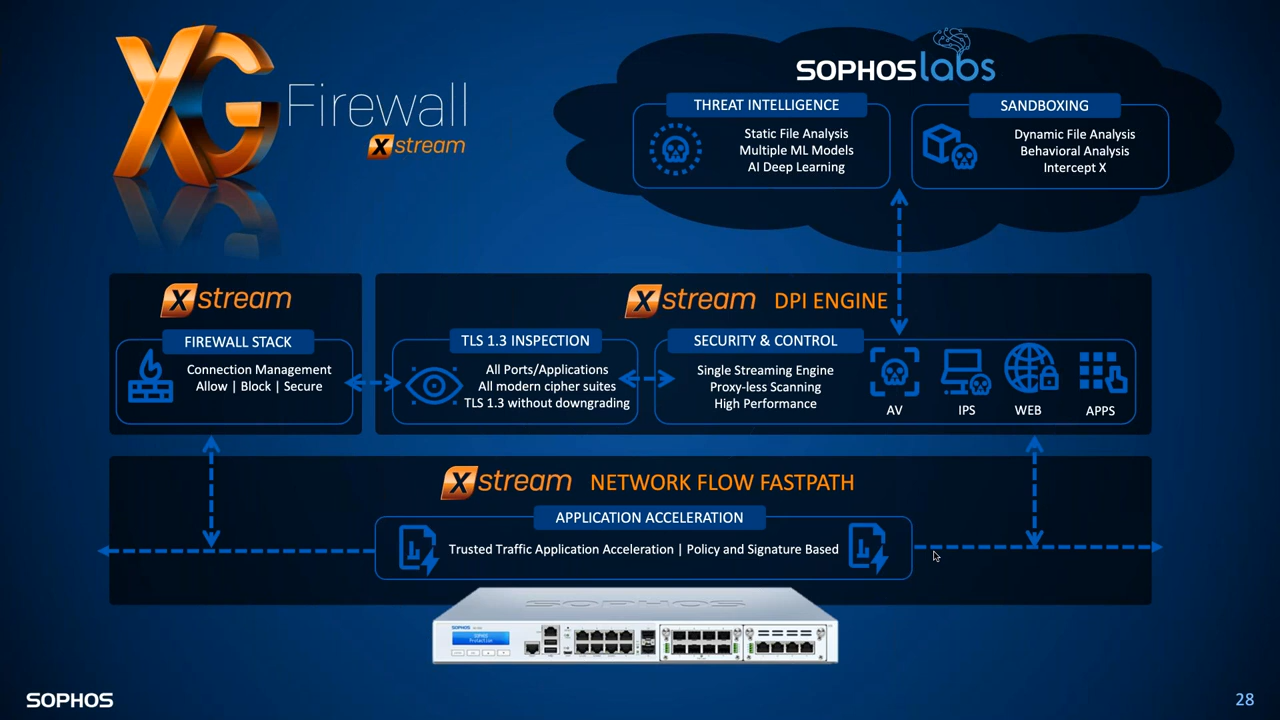 XG Firewall
Xstream
SOPHOS labs
THREAT INTELLIGENCE
Static File Analysis
Multiple ML Models
AI Deep Learning
SANDBOXING
Dynamic File Analysis
Behavioral Analysis
Intercept X
Xstream
FIREWALL STACK
Connection Management
Allow | Block | Secure
Xstream DPI ENGINE
TLS 1.3 INSPECTION
All Ports/Applications
All modern cipher suites
TLS 1.3 without downgrading
SECURITY & CONTROL
Single Streaming Engine
Proxy-less Scanning
High Performance
AV
IPS
WEB
APPS
Xstream NETWORK FLOW FASTPATH
APPLICATION ACCELERATION
Trusted Traffic Application Acceleration | Policy and Signature Based
SOPHOS
SOPHOS
SOPHOS
Protection
SOPHOS
28